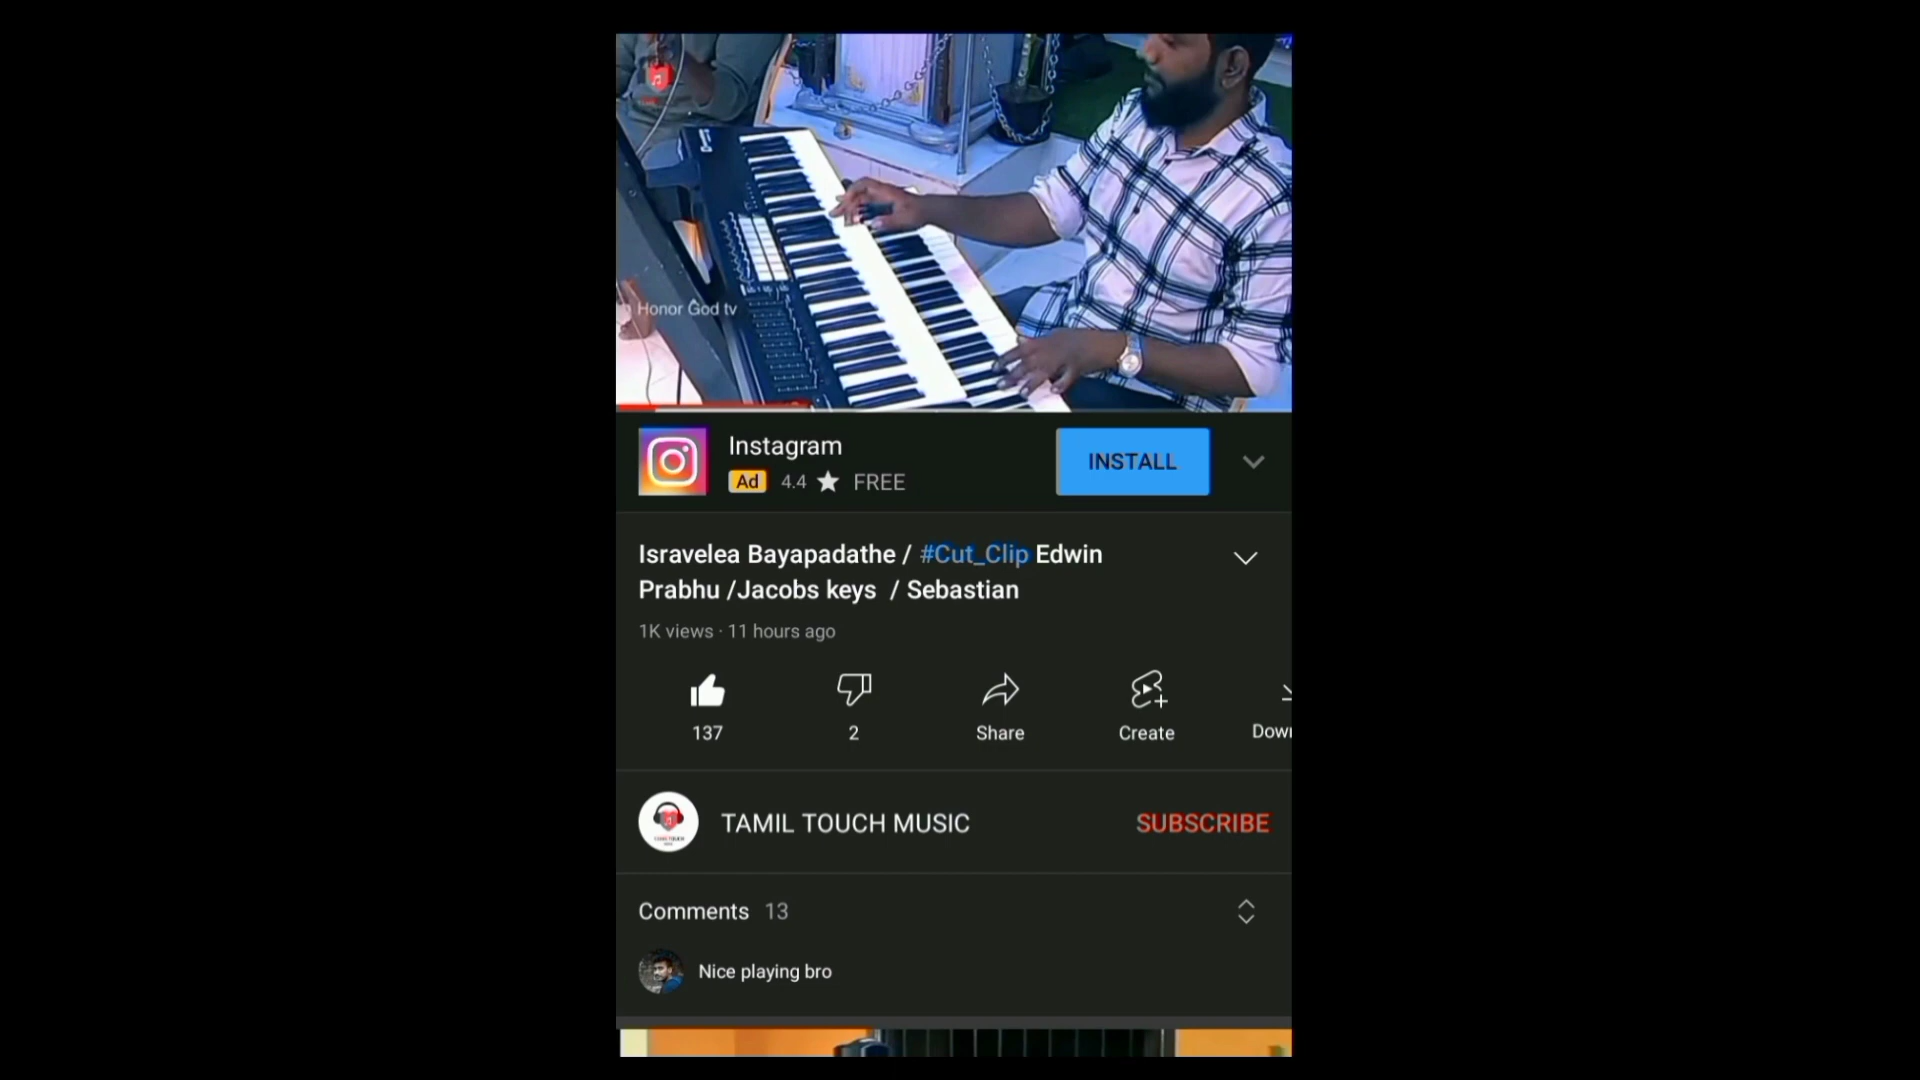 Honor God tv
Instagram
INSTALL
Ad 4.4 ★ FREE
Isravelea Bayapadathe / #Cut_Clip Edwin
Prabhu /Jacobs keys / Sebastian
1K views · 11 hours ago
137
2
Share
Create
Dow
TAMIL TOUCH MUSIC
SUBSCRIBE
Comments 13
Nice playing bro